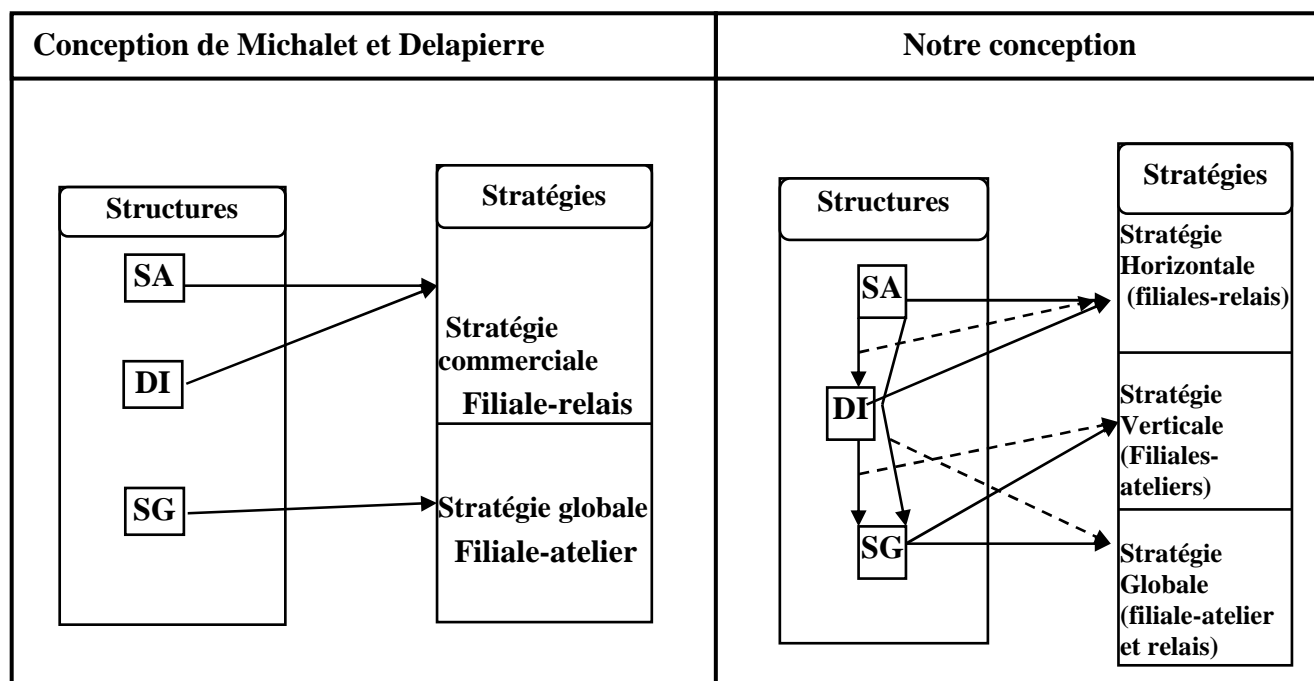 Conception de Michalet et Delapierre
Notre conception
Structures
SA
DI
SG
Stratégies
Stratégie
commerciale
Filiale-relais
Stratégie globale
Filiale-atelier
Structures
SA
DI
SG
Stratégies
Stratégie
Horizontale
(filiales-relais)
Stratégie
Verticale
(Filiales-
ateliers)
Stratégie
Globale
(filiale-atelier
et relais)